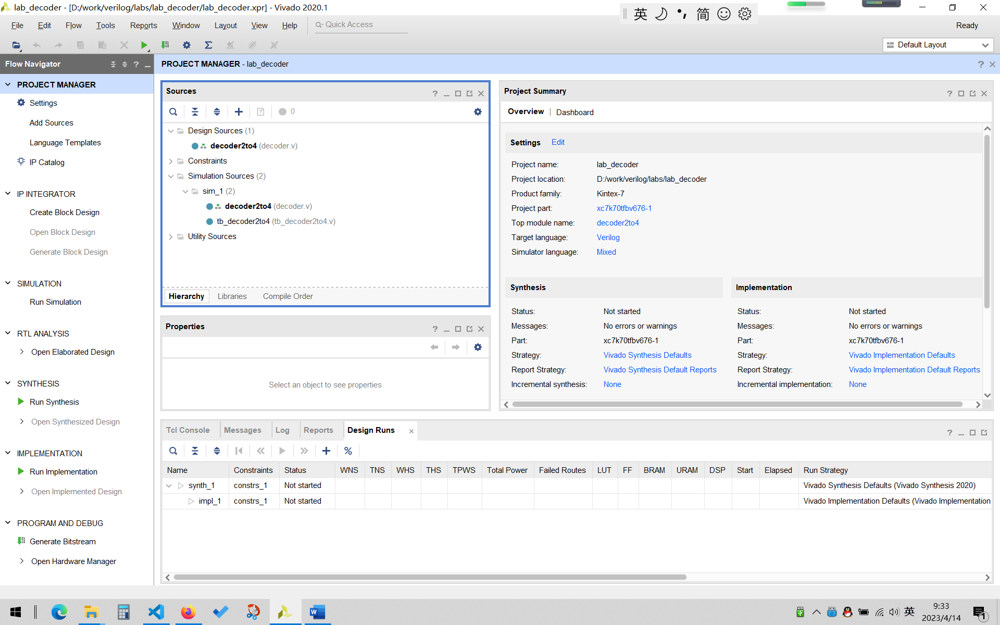 lab_decoder - [D:/work/verilog/labs/lab_decoder/lab_decoder.xpr] - Vivado 2020.1
英 简
File Edit Flow Tools Reports Window Layout View Help Quick Access Ready
Default Layout
Flow Navigator ? PROJECT MANAGER - lab_decoder ?
PROJECT MANAGER
Settings
Add Sources
Language Templates
IP Catalog
IP INTEGRATOR
Create Block Design
Open Block Design
Generate Block Design
SIMULATION
Run Simulation
RTL ANALYSIS
Open Elaborated Design
SYNTHESIS
Run Synthesis
Open Synthesized Design
IMPLEMENTATION
Run Implementation
Open Implemented Design
PROGRAM AND DEBUG
Generate Bitstream
Open Hardware Manager
Sources ?
0
Design Sources (1)
decoder2to4 (decoder.v)
Constraints
Simulation Sources (2)
sim_1 (2)
decoder2to4 (decoder.v)
tb_decoder2to4 (tb_decoder2to4.v)
Utility Sources
Hierarchy Libraries Compile Order
Properties ?
Select an object to see properties
Project Summary ?
Overview | Dashboard
Settings Edit
Project name: lab_decoder
Project location: D:/work/verilog/labs/lab_decoder
Product family: Kintex-7
Project part: xc7k70tfbv676-1
Top module name: decoder2to4
Target language: Verilog
Simulator language: Mixed
Synthesis
Status: Not started
Messages: No errors or warnings
Part: xc7k70tfbv676-1
Strategy: Vivado Synthesis Defaults
Report Strategy: Vivado Synthesis Default Reports
Incremental synthesis: None
Implementation
Status: Not started
Messages: No errors or warnings
Part: xc7k70tfbv676-1
Strategy: Vivado Implementation Defaults
Report Strategy: Vivado Implementation Default Reports
Incremental implementation: None
Tcl Console Messages Log Reports Design Runs ?
%
Name Constraints Status WNS TNS WHS THS TPWS Total Power Failed Routes LUT FF BRAM URAM DSP Start Elapsed Run Strategy
synth_1 constrs_1 Not started Vivado Synthesis Defaults (Vivado Synthesis 2020)
impl_1 constrs_1 Not started Vivado Implementation Defaults (Vivado Implementation
英
9:33
2023/4/14
1